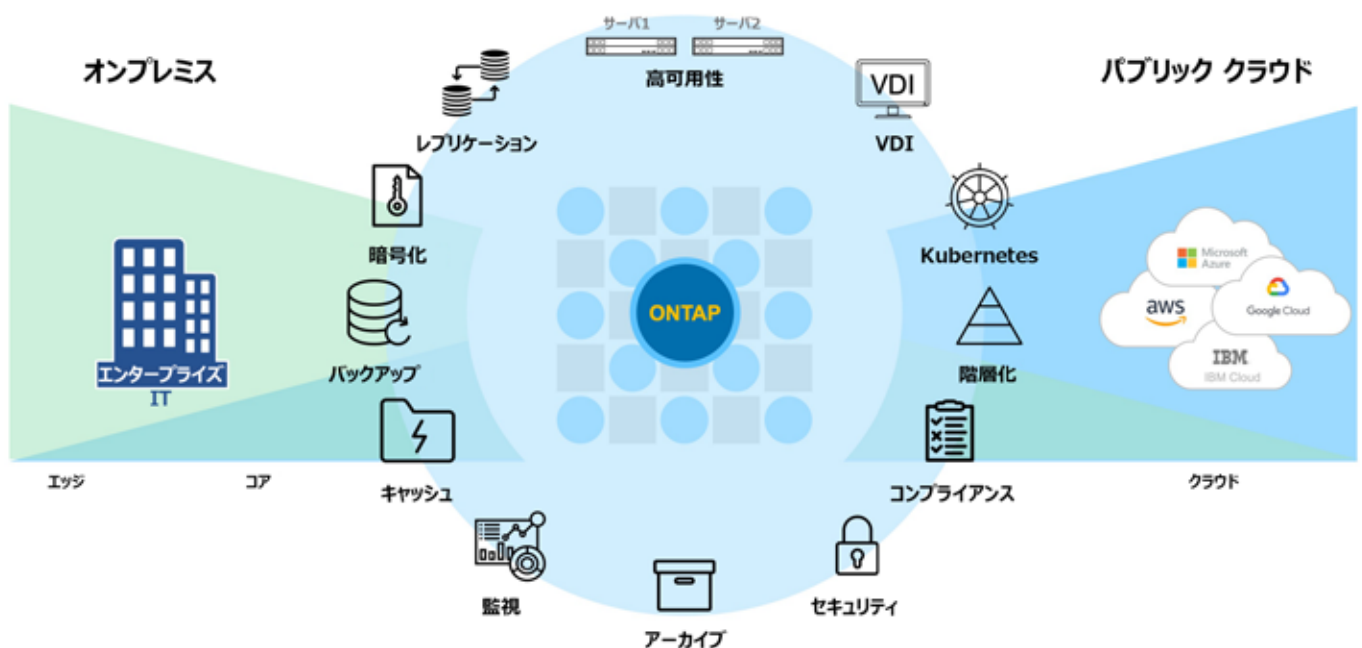 サーバ1
サーバ2
高可用性
オンプレミス
パブリック クラウド
レプリケーション
VDI
VDI
暗号化
Kubernetes
Microsoft
Azure
aws
Google Cloud
IBM
IBM Cloud
ONTAP
エンタープライズ
IT
バックアップ
階層化
エッジ
コア
キャッシュ
コンプライアンス
クラウド
監視
アーカイブ
セキュリティ